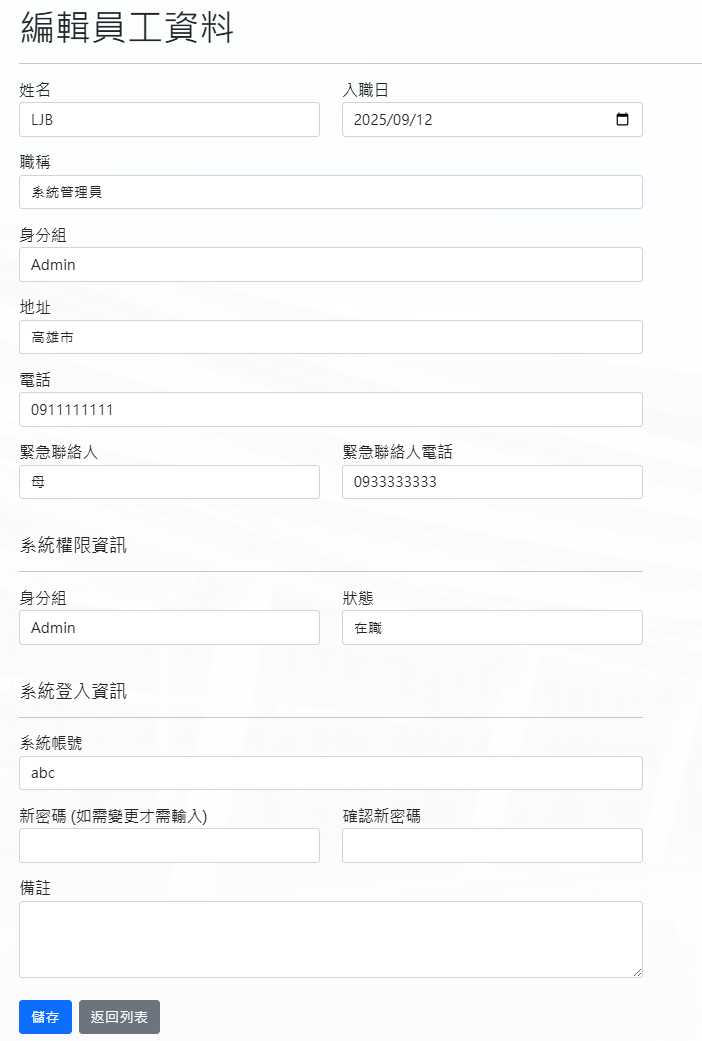 編輯員工資料
姓名
入職日
LJB
2025/09/12
職稱
系統管理員
身分組
Admin
地址
高雄市
電話
0911111111
緊急聯絡人
緊急聯絡人電話
母
0933333333
系統權限資訊
身分組
狀態
Admin
在職
系統登入資訊
系統帳號
abc
新密碼 (如需變更才需輸入)
確認新密碼
備註
儲存
返回列表